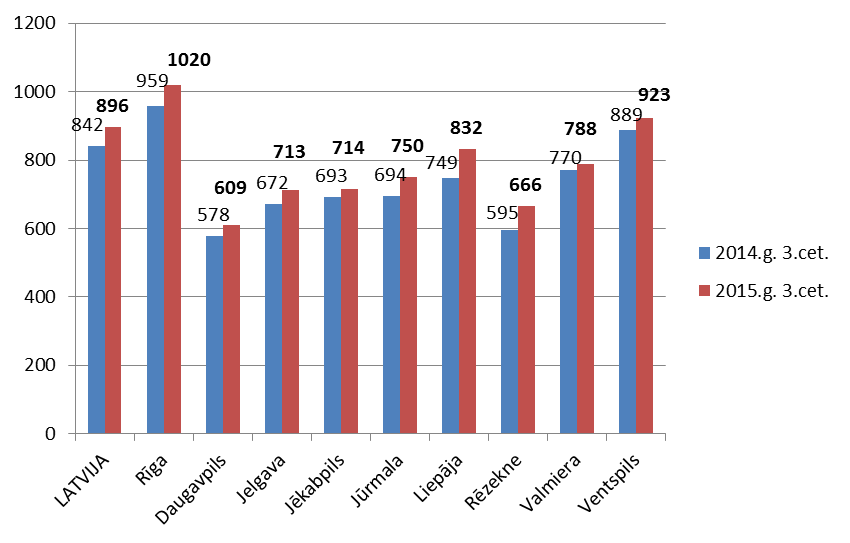 1200
1000
800
600
400
200
0
842
896
959
1020
578
609
672
713
693
714
694
750
749
832
595
666
770
788
889
923
LATVIJA
Rīga
Daugavpils
Jelgava
Jēkabpils
Jūrmala
Liepāja
Rēzekne
Valmiera
Ventspils
2014.g. 3.cet.
2015.g. 3.cet.